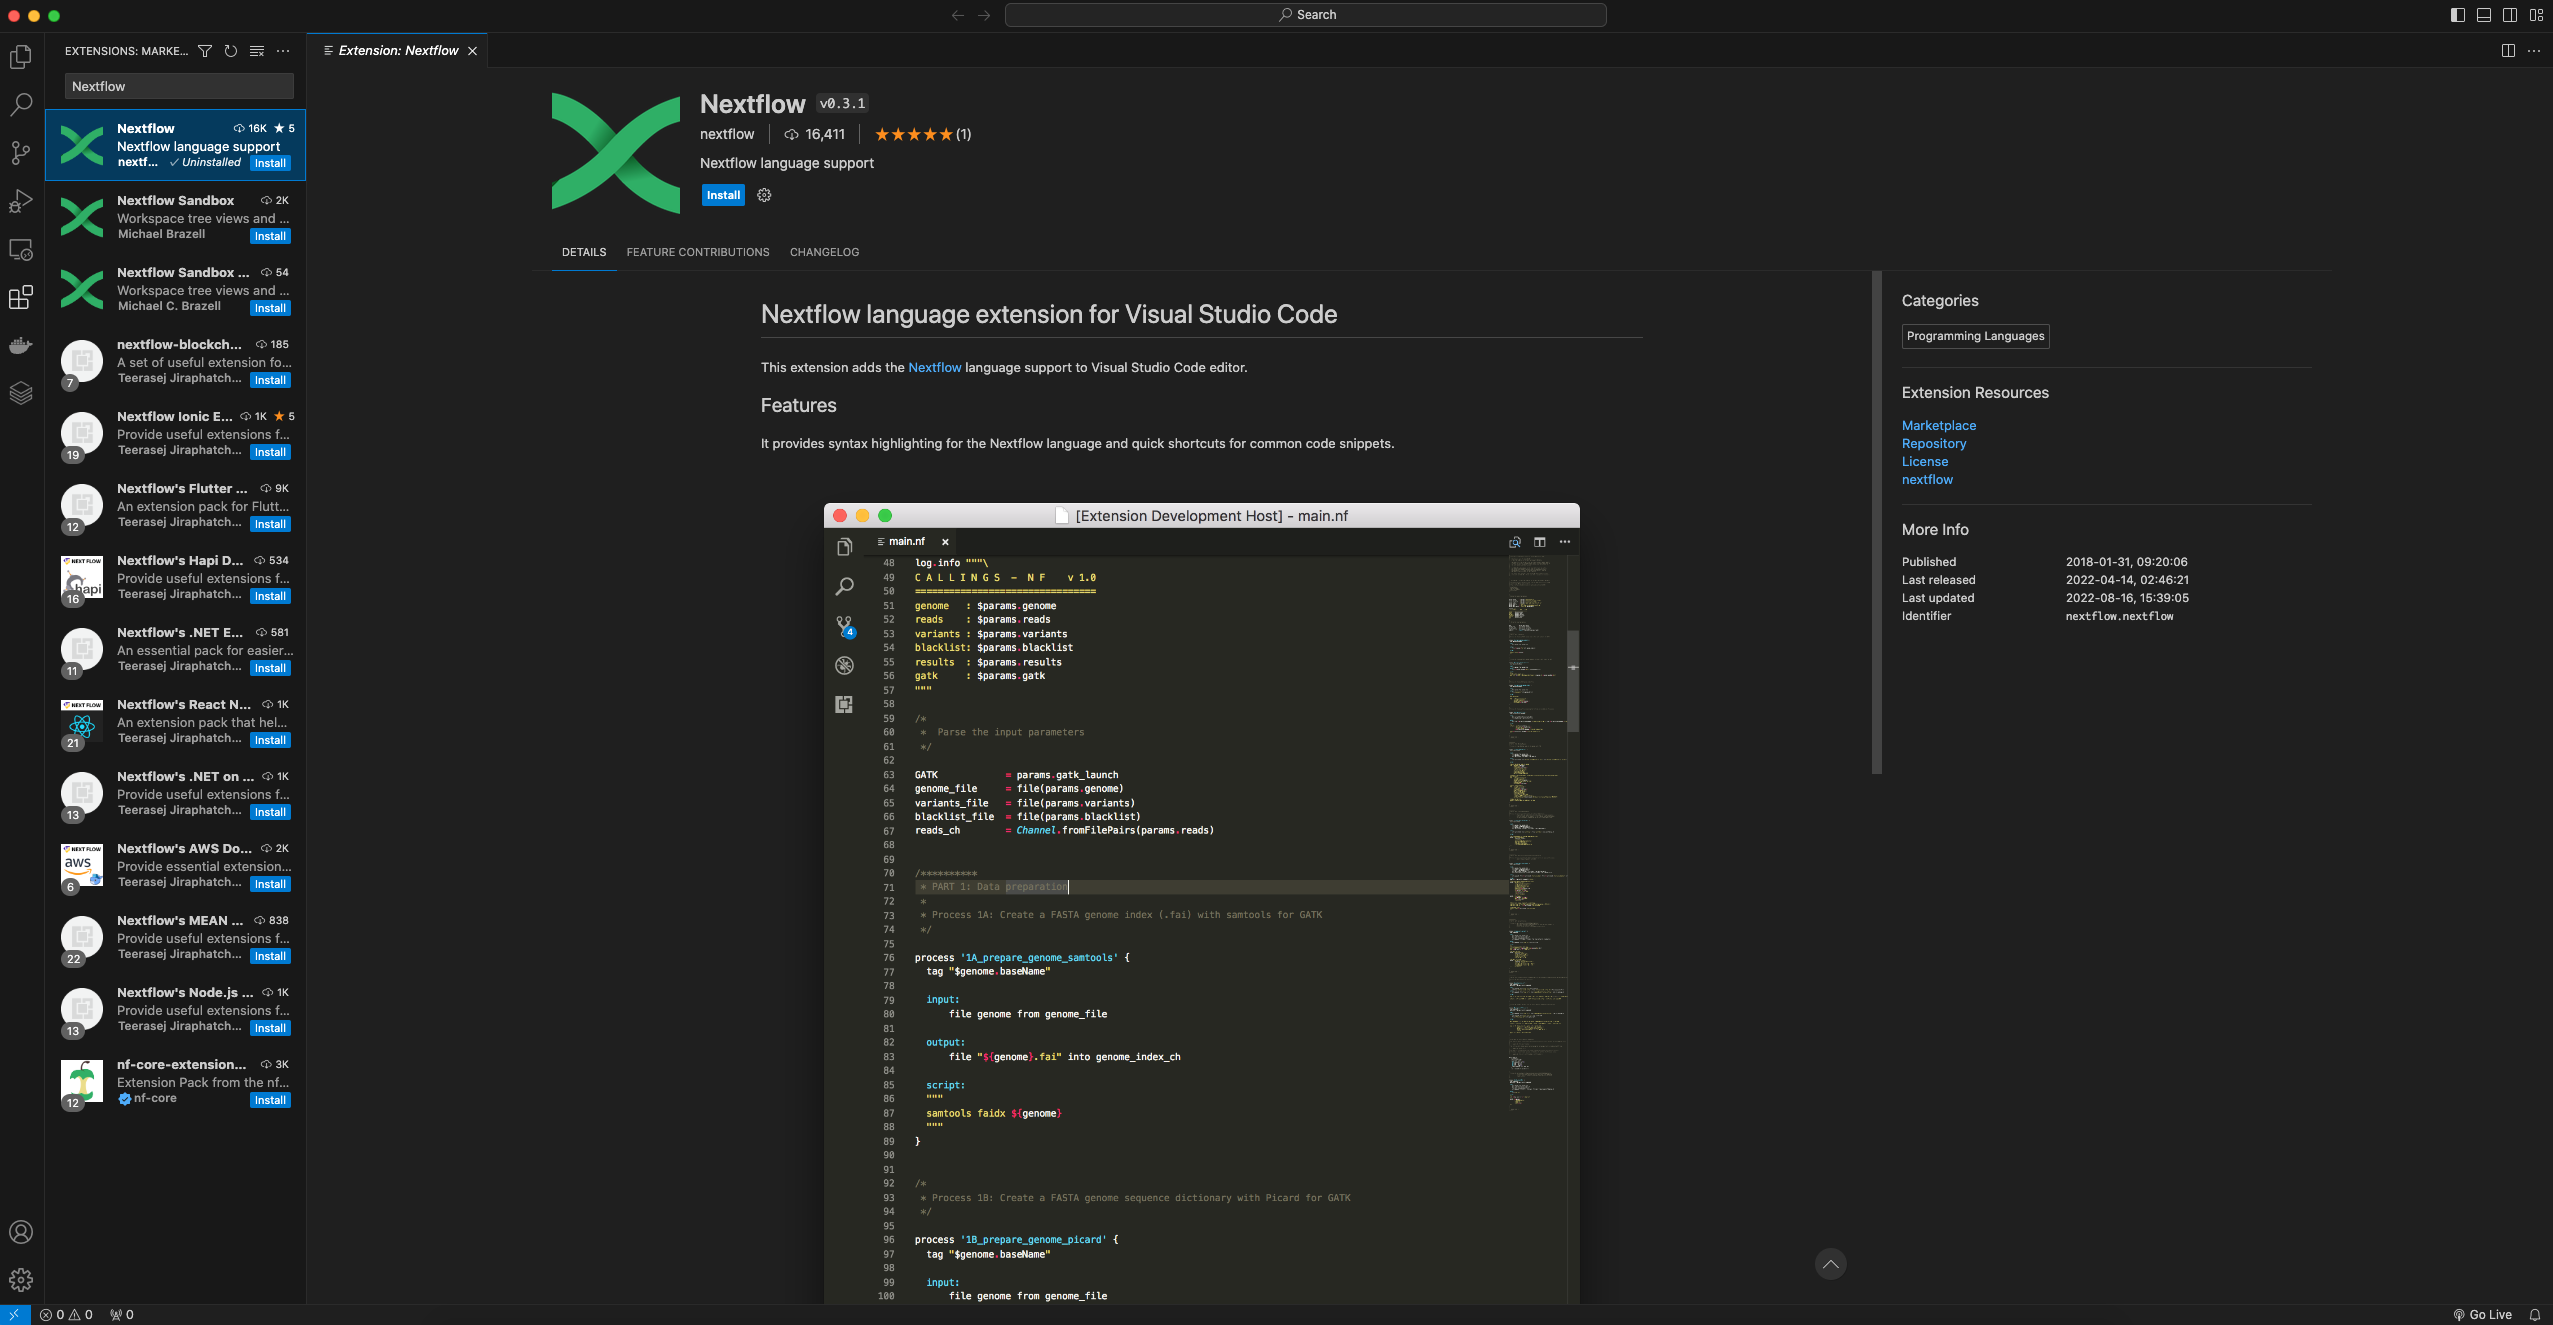 Search
EXTENSIONS: MARKE...
Nextflow
Nextflow 16K ★ 5
Nextflow language support
nextf... ✓ Uninstalled Install
Nextflow Sandbox 2K
Workspace tree views and ...
Michael Brazell Install
Nextflow Sandbox ... 54
Workspace tree views and ...
Michael C. Brazell Install
nextflow-blockch... 185
A set of useful extension fo...
7 Teerasej Jiraphatch... Install
Nextflow Ionic E... 1K ★ 5
Provide useful extensions f...
19 Teerasej Jiraphatch... Install
Nextflow's Flutter ... 9K
An extension pack for Flutt...
12 Teerasej Jiraphatch... Install
NEXT FLOW
hapi
Nextflow's Hapi D... 534
Provide useful extensions f...
16 Teerasej Jiraphatch... Install
Nextflow's .NET E... 581
An essential pack for easier...
11 Teerasej Jiraphatch... Install
NEXT FLOW
Nextflow's React N... 1K
An extension pack that hel...
21 Teerasej Jiraphatch... Install
Nextflow's .NET on ... 1K
Provide useful extensions f...
13 Teerasej Jiraphatch... Install
NEXT FLOW
aws
Nextflow's AWS Do... 2K
Provide essential extension...
6 Teerasej Jiraphatch... Install
Nextflow's MEAN ... 838
Provide useful extensions f...
22 Teerasej Jiraphatch... Install
Nextflow's Node.js ... 1K
Provide useful extensions f...
13 Teerasej Jiraphatch... Install
nf-core-extension... 3K
Extension Pack from the nf...
12 nf-core Install
Extension: Nextflow
Nextflow v0.3.1
nextflow 16,411 ★★★★★(1)
Nextflow language support
Install
DETAILS FEATURE CONTRIBUTIONS CHANGELOG
Nextflow language extension for Visual Studio Code
This extension adds the Nextflow language support to Visual Studio Code editor.
Features
It provides syntax highlighting for the Nextflow language and quick shortcuts for common code snippets.
[Extension Development Host] - main.nf
main.nf
4
48 log.info """\
49 C A L L I N G S  -  N F    v 1.0
50 ================================
51 genome   : $params.genome
52 reads    : $params.reads
53 variants : $params.variants
54 blacklist: $params.blacklist
55 results  : $params.results
56 gatk     : $params.gatk
57 """
58
59 /*
60  *  Parse the input parameters
61  */
62
63 GATK            = params.gatk_launch
64 genome_file     = file(params.genome)
65 variants_file   = file(params.variants)
66 blacklist_file  = file(params.blacklist)
67 reads_ch        = Channel.fromFilePairs(params.reads)
68
69
70 /**********
71  * PART 1: Data preparation
72  *
73  * Process 1A: Create a FASTA genome index (.fai) with samtools for GATK
74  */
75
76 process '1A_prepare_genome_samtools' {
77   tag "$genome.baseName"
78
79   input:
80       file genome from genome_file
81
82   output:
83       file "${genome}.fai" into genome_index_ch
84
85   script:
86   """
87   samtools faidx ${genome}
88   """
89 }
90
91
92 /*
93  * Process 1B: Create a FASTA genome sequence dictionary with Picard for GATK
94  */
95
96 process '1B_prepare_genome_picard' {
97   tag "$genome.baseName"
98
99   input:
100       file genome from genome_file
Categories
Programming Languages
Extension Resources
Marketplace
Repository
License
nextflow
More Info
Published 2018-01-31, 09:20:06
Last released 2022-04-14, 02:46:21
Last updated 2022-08-16, 15:39:05
Identifier nextflow.nextflow
0 0 0
Go Live